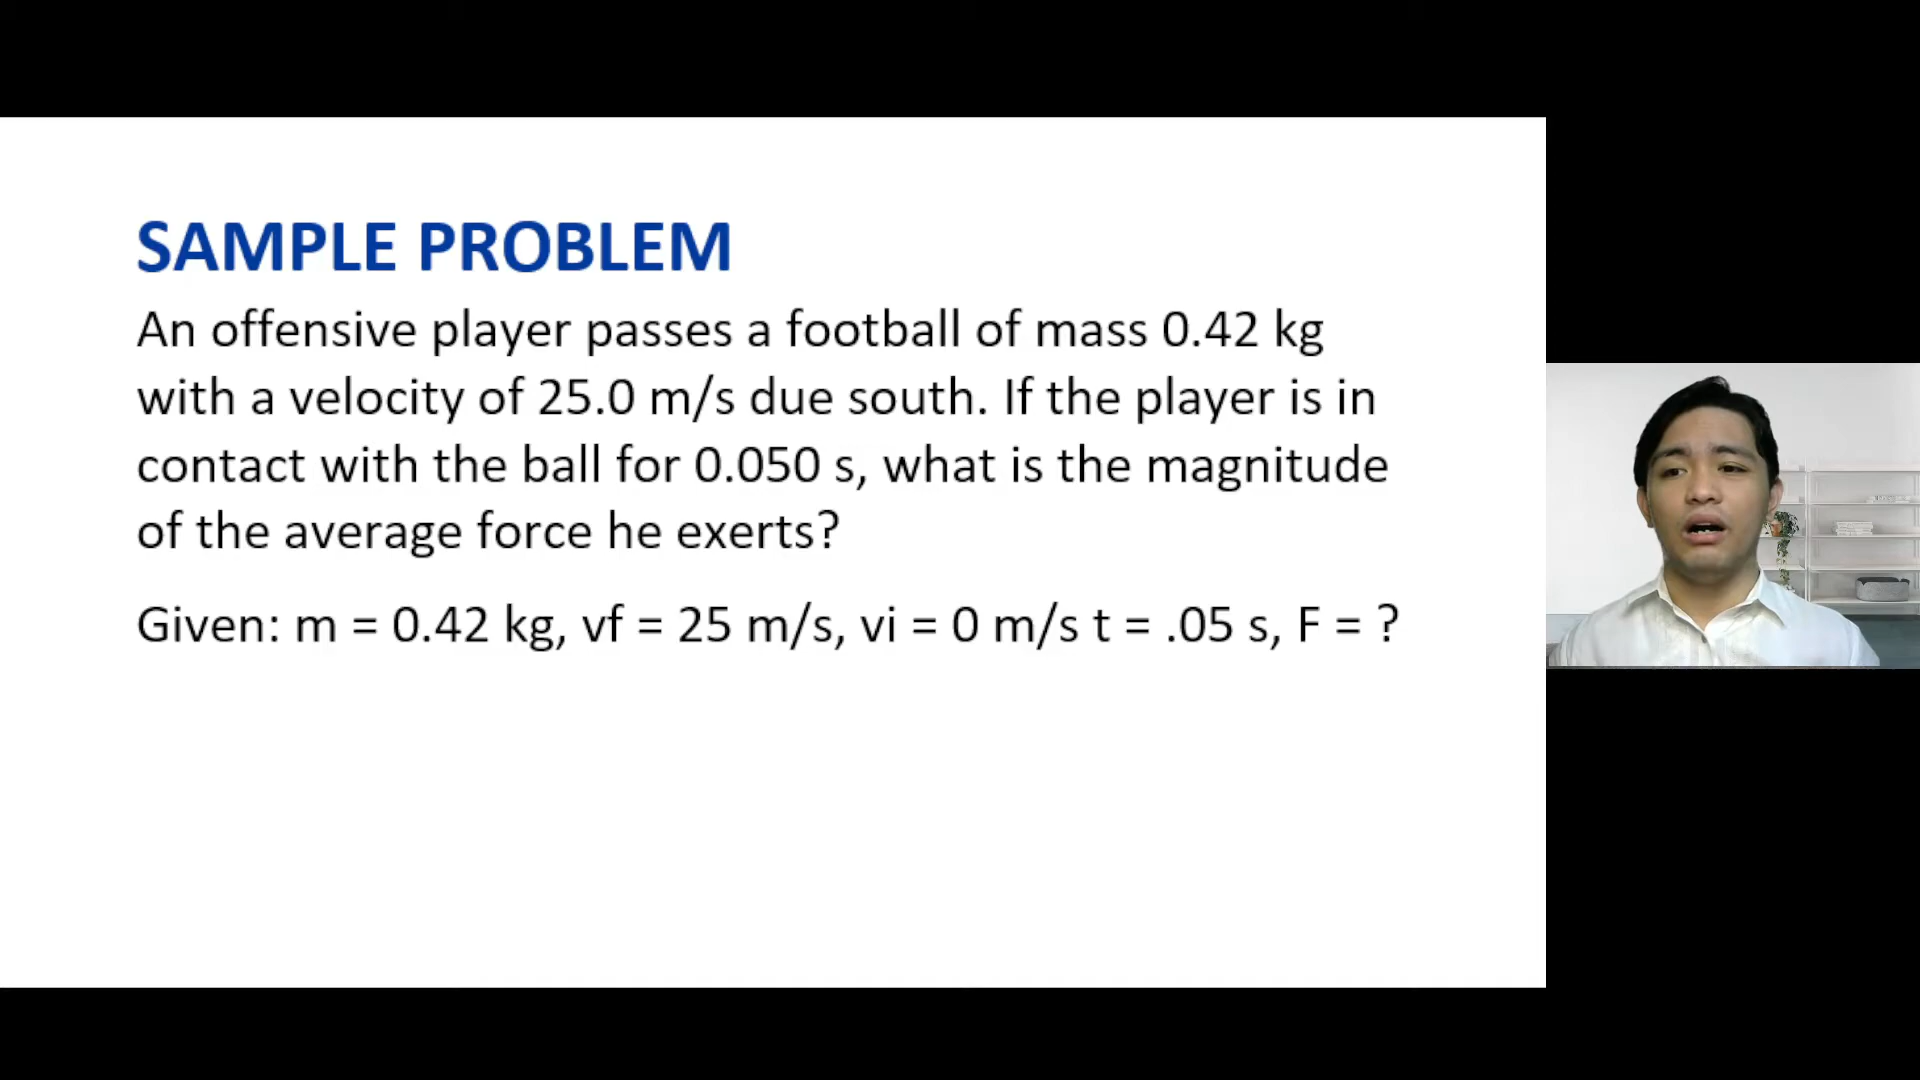 SAMPLE PROBLEM
An offensive player passes a football of mass 0.42 kg
with a velocity of 25.0 m/s due south. If the player is in
contact with the ball for 0.050 s, what is the magnitude
of the average force he exerts?
Given: m = 0.42 kg, vf = 25 m/s, vi = 0 m/s t = .05 s, F = ?